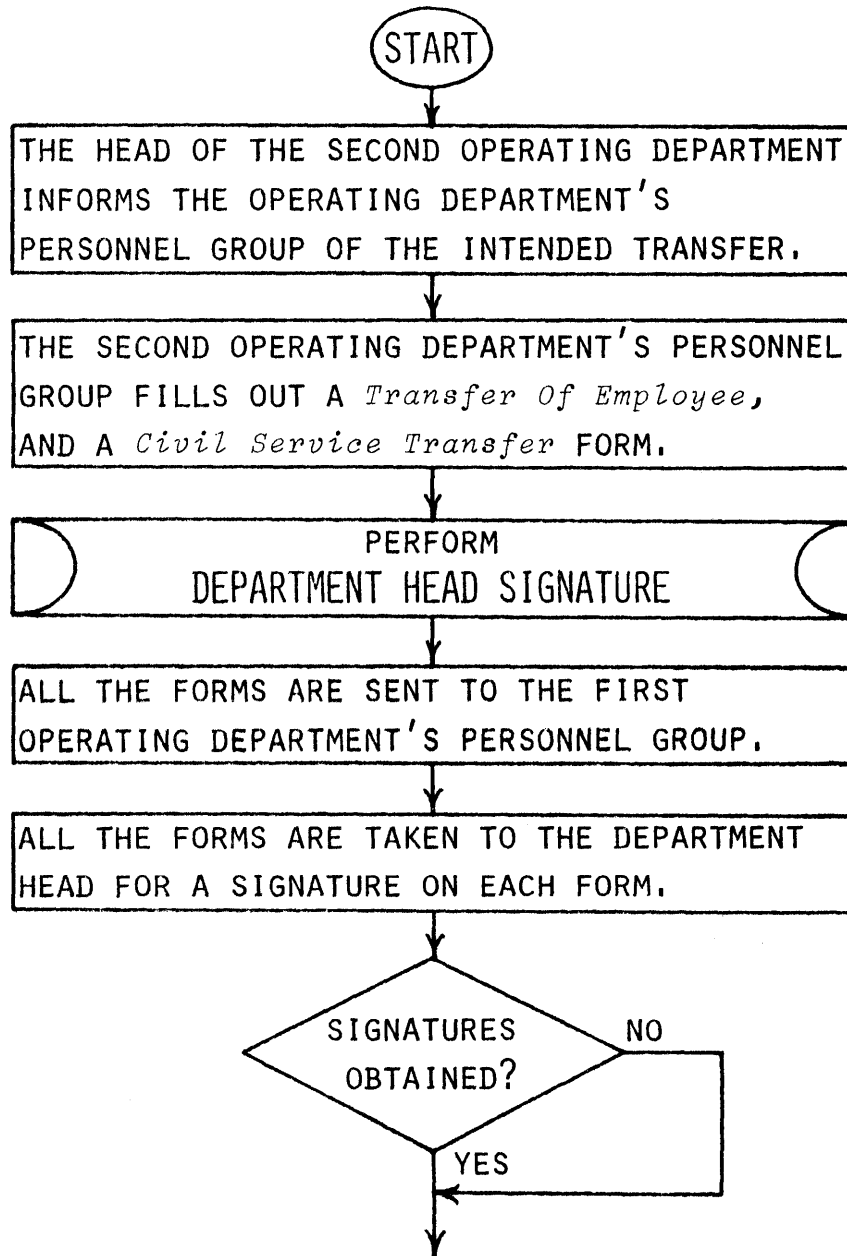 START
THE HEAD OF THE SECOND OPERATING DEPARTMENT
INFORMS THE OPERATING DEPARTMENT'S
PERSONNEL GROUP OF THE INTENDED TRANSFER.
THE SECOND OPERATING DEPARTMENT'S PERSONNEL
GROUP FILLS OUT A Transfer Of Employee,
AND A Civil Service Transfer FORM.
PERFORM
DEPARTMENT HEAD SIGNATURE
ALL THE FORMS ARE SENT TO THE FIRST
OPERATING DEPARTMENT'S PERSONNEL GROUP.
ALL THE FORMS ARE TAKEN TO THE DEPARTMENT
HEAD FOR A SIGNATURE ON EACH FORM.
SIGNATURES
OBTAINED?
NO
YES